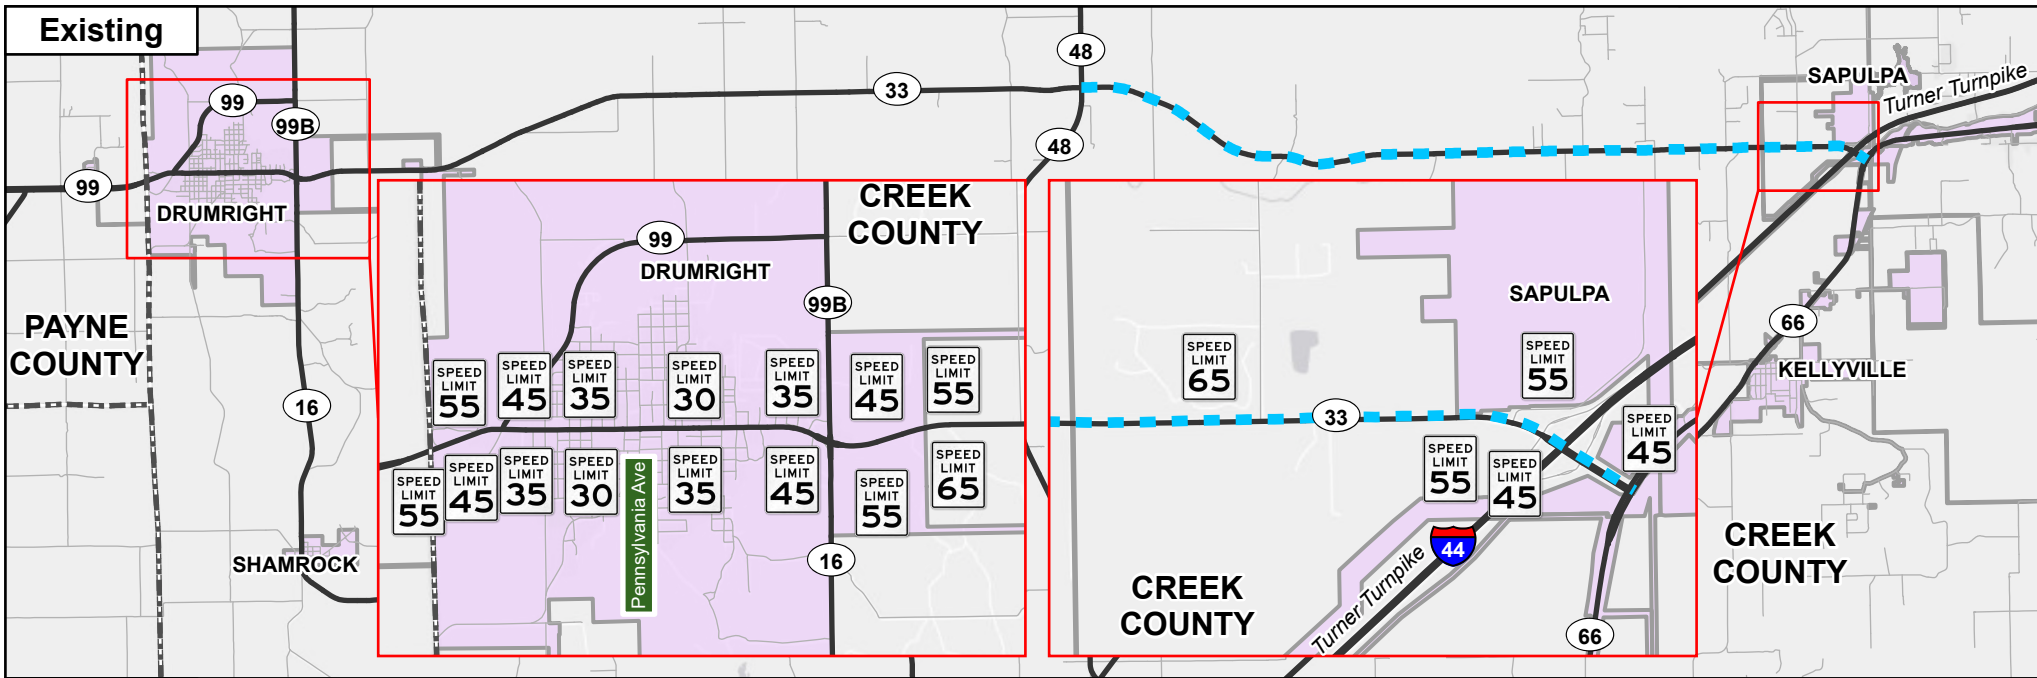 Existing
48
SAPULPA
Turner Turnpike
99
33
99B
48
99
DRUMRIGHT
CREEK
COUNTY
99
DRUMRIGHT
99B
SAPULPA
PAYNE
COUNTY
66
KELLYVILLE
SPEED
LIMIT
55
SPEED
LIMIT
45
SPEED
LIMIT
35
SPEED
LIMIT
30
SPEED
LIMIT
35
SPEED
LIMIT
45
SPEED
LIMIT
55
SPEED
LIMIT
65
SPEED
LIMIT
55
16
33
SPEED
LIMIT
45
SPEED
LIMIT
55
SPEED
LIMIT
45
SPEED
LIMIT
35
SPEED
LIMIT
30
Pennsylvania Ave
SPEED
LIMIT
35
SPEED
LIMIT
45
SPEED
LIMIT
55
SPEED
LIMIT
65
SPEED
LIMIT
55
SPEED
LIMIT
45
44
Turner Turnpike
SHAMROCK
16
CREEK
COUNTY
66
CREEK
COUNTY